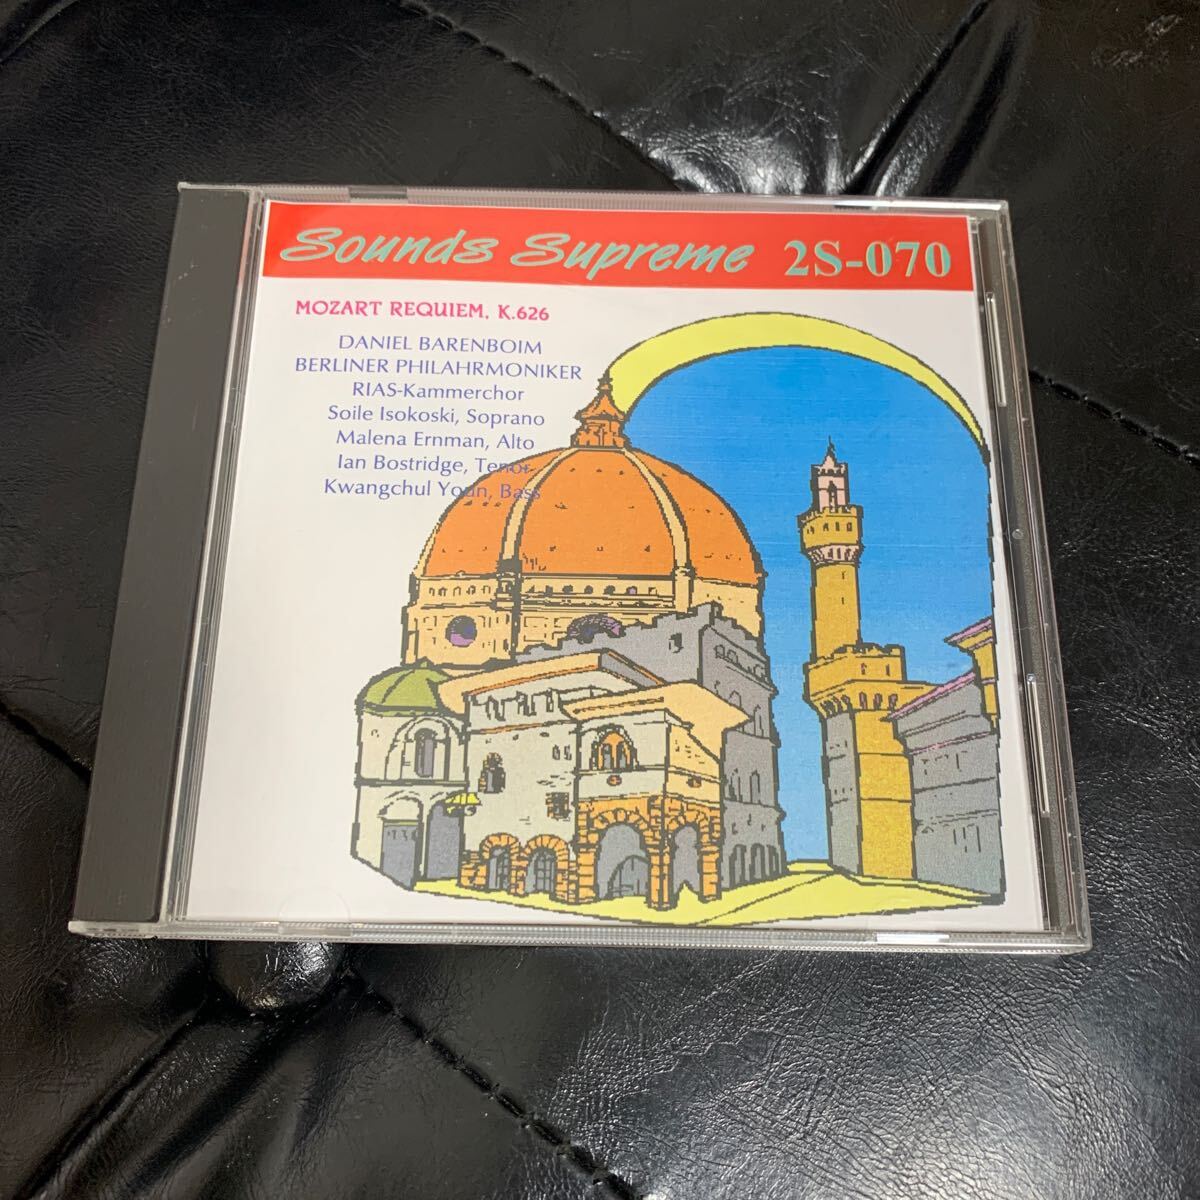 Sounds Supreme 2S-070
MOZART REQUIEM, K.626
DANIEL BARENBOIM
BERLINER PHILAHRMONIKER
RIAS-Kammerchor
Soile Isokoski, Soprano
Malena Ernman, Alto
Ian Bostridge, Tenor
Kwangchul Youn, Bass